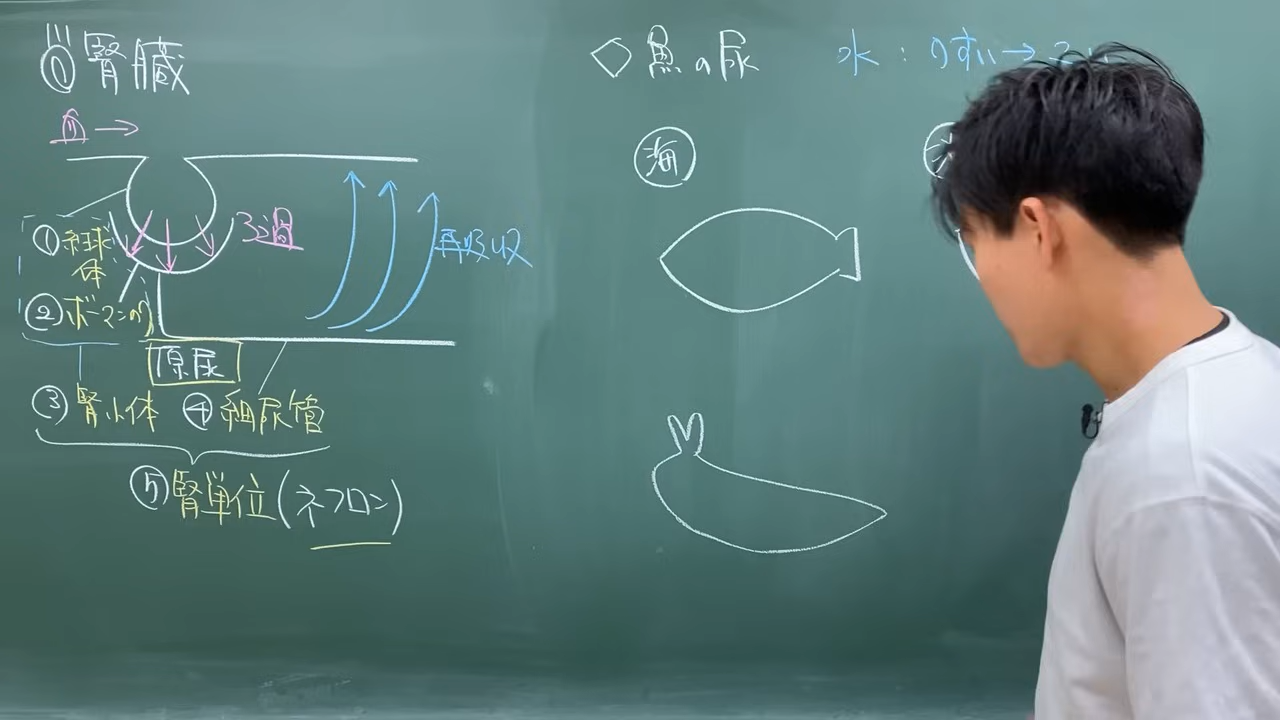 ① 腎臓
血 →
① 糸球体
ろ過
再吸収
② ボーマンのう
原尿
③ 腎小体 ④ 細尿管
⑤ 腎単位(ネフロン)
◇ 魚の尿
水 : うすい→
海